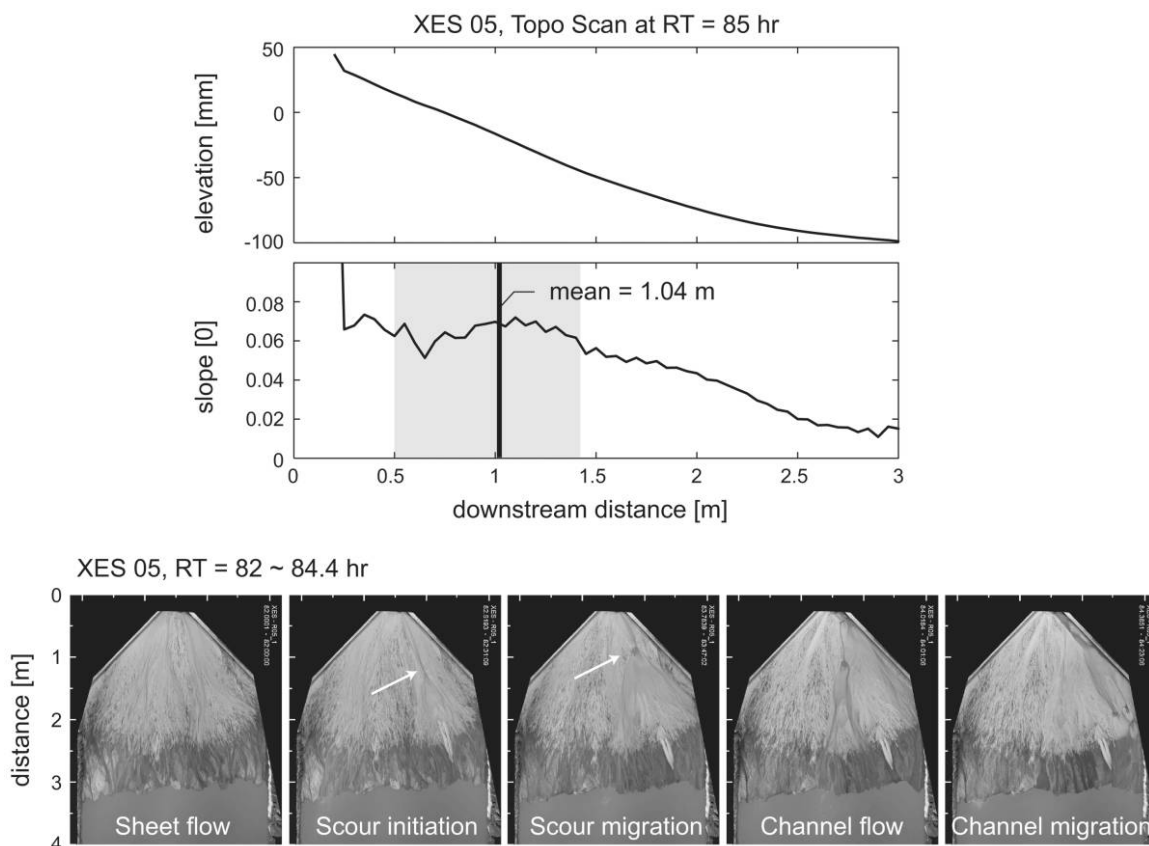 XES 05, Topo Scan at RT = 85 hr
50
0
-50
-100
elevation [mm]
mean = 1.04 m
0.08
0.06
0.04
0.02
0
slope [0]
0 0.5 1 1.5 2 2.5 3
downstream distance [m]
XES 05, RT = 82 ~ 84.4 hr
0
1
2
3
4
distance [m]
Sheet flow
Scour initiation
Scour migration
Channel flow
Channel migration